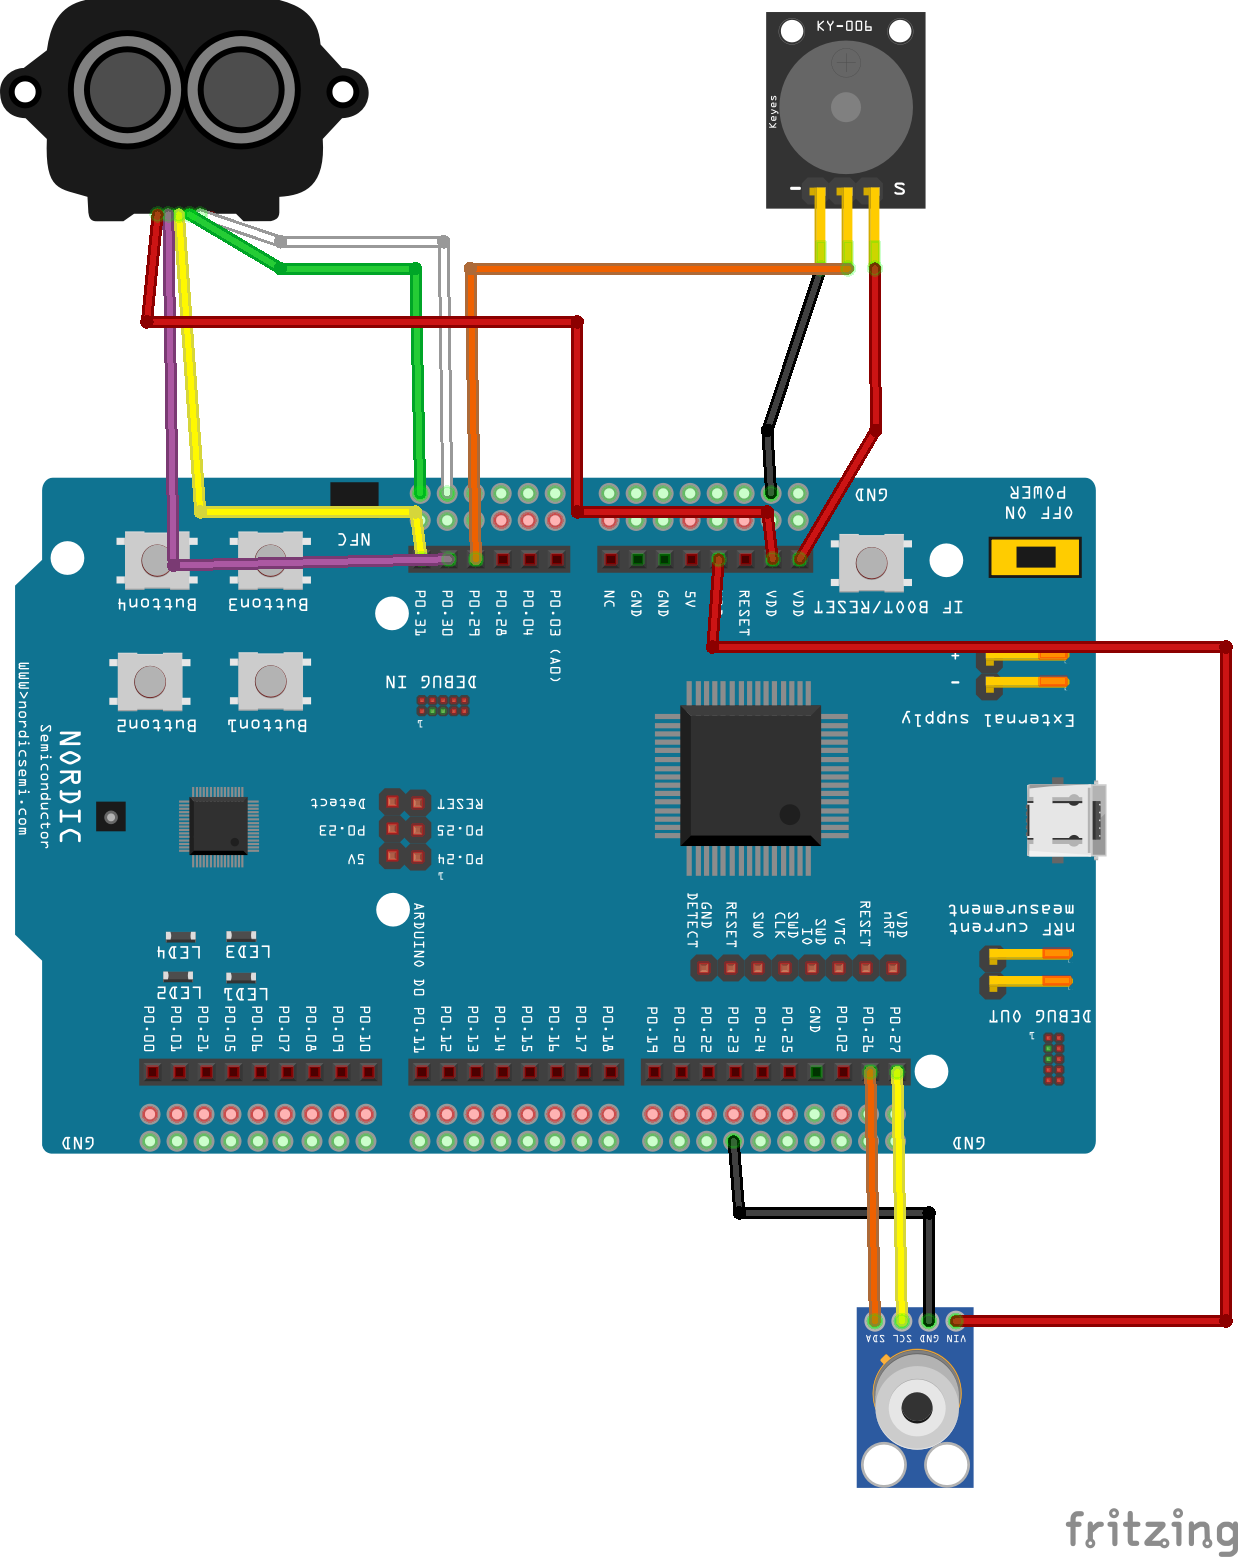 KY-006
Keyes
-
S
GND
POWER
OFF ON
NFC
Button4
Button3
IF BOOT/RESET
P0.31
P0.30
P0.29
P0.28
P0.04
P0.03 (A0)
NC
GND
GND
5V
RESET
VDD
VDD
+
-
External supply
DEBUG IN
1
Button2
Button1
www>nordicsemi.com
Semiconductor
NORDIC
Detect
RESET
P0.23
P0.25
5V
P0.24
1
GND
DETECT
RESET
SWO
SWD
CLK
SWD
IO
VTG
RESET
VDD
nRF
nRF current
measurement
ARDUINO D0
LED4
LED3
LED2
LED1
P0.00
P0.01
P0.21
P0.05
P0.06
P0.07
P0.08
P0.09
P0.10
P0.11
P0.12
P0.13
P0.14
P0.15
P0.16
P0.17
P0.18
P0.19
P0.20
P0.22
P0.23
P0.24
P0.25
GND
P0.02
P0.26
P0.27
DEBUG OUT
1
GND
GND
SDA
SCL
GND
VIN
fritzing